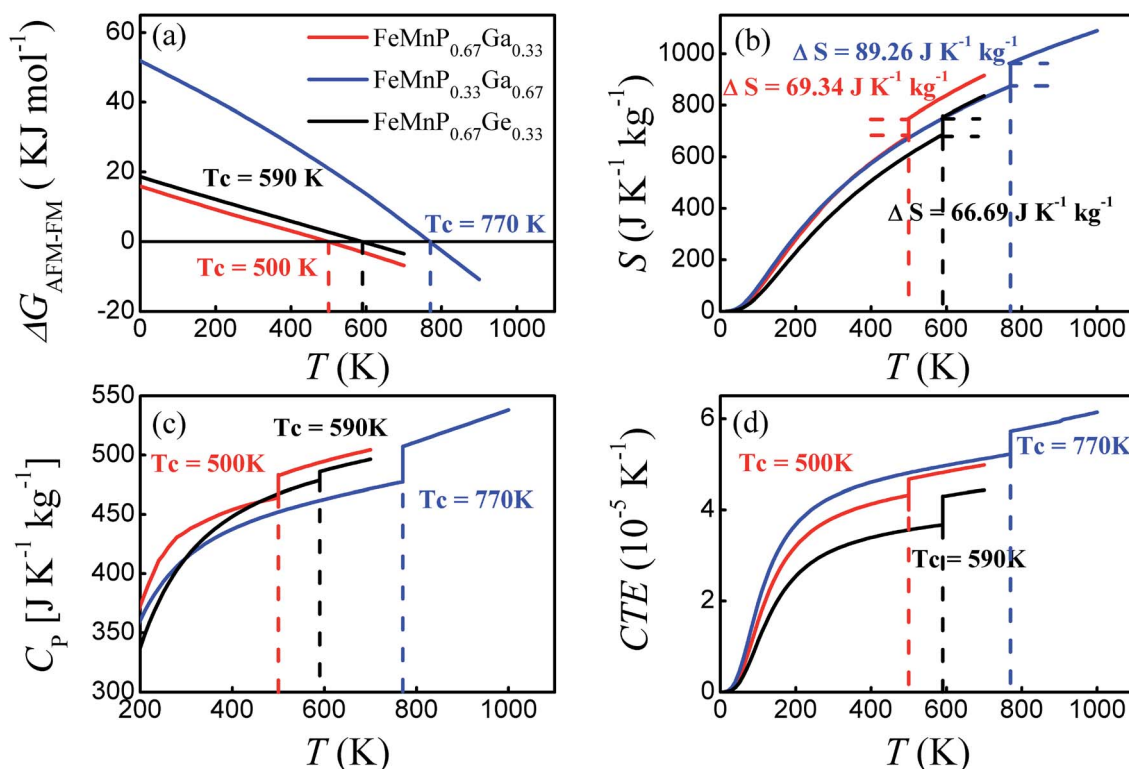 (a)
FeMnP0.67Ga0.33
FeMnP0.33Ga0.67
FeMnP0.67Ge0.33
Tc = 590 K
Tc = 770 K
Tc = 500 K
60
40
20
0
-20
ΔG AFM-FM ( KJ mol-1)
0 200 400 600 800 1000
T (K)
(b)
Δ S = 89.26 J K-1 kg-1
Δ S = 69.34 J K-1 kg-1
Δ S = 66.69 J K-1 kg-1
1000
800
600
400
200
0
S (J K-1 kg-1)
0 200 400 600 800 1000
T (K)
(c)
Tc = 590K
Tc = 500K
Tc = 770K
550
500
450
400
350
300
CP [J K-1 kg-1]
200 400 600 800 1000
T (K)
(d)
Tc = 500K
Tc = 770K
Tc = 590K
6
4
2
0
CTE (10-5 K-1)
0 200 400 600 800 1000
T (K)